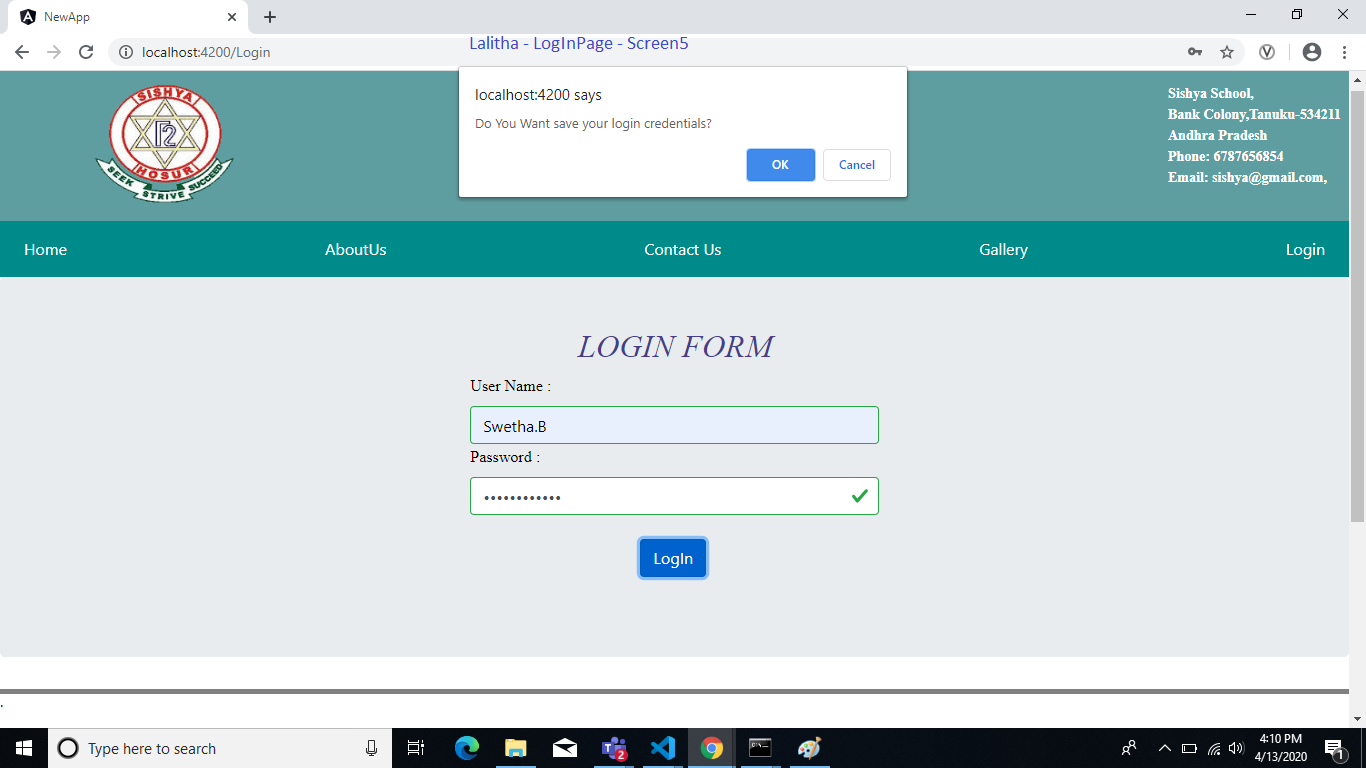 NewApp
localhost:4200/Login
Lalitha - LogInPage - Screen5
localhost:4200 says
Do You Want save your login credentials?
OK
Cancel
SISHYA
HOSUR
SEEK STRIVE SUCCEED
Sishya School,
Bank Colony,Tanuku-534211
Andhra Pradesh
Phone: 6787656854
Email: sishya@gmail.com,
Home
AboutUs
Contact Us
Gallery
Login
LOGIN FORM
User Name :
Swetha.B
Password :
••••••••••••
LogIn
.
Type here to search
2
4:10 PM
4/13/2020
1